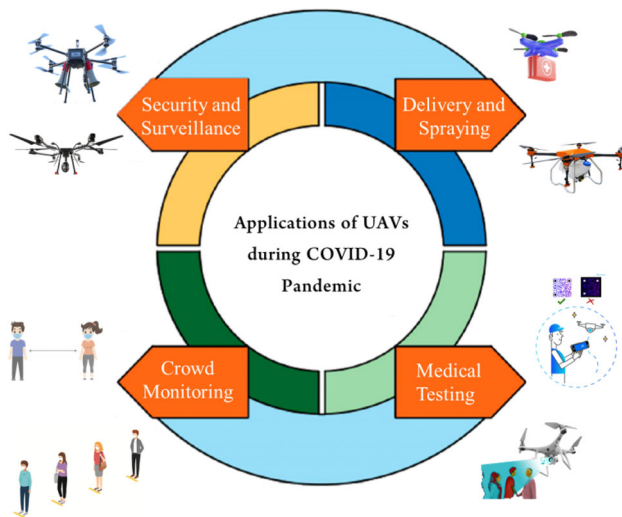 Security and
Surveillance
Delivery and
Spraying
Applications of UAVs
during COVID-19
Pandemic
Crowd
Monitoring
Medical
Testing